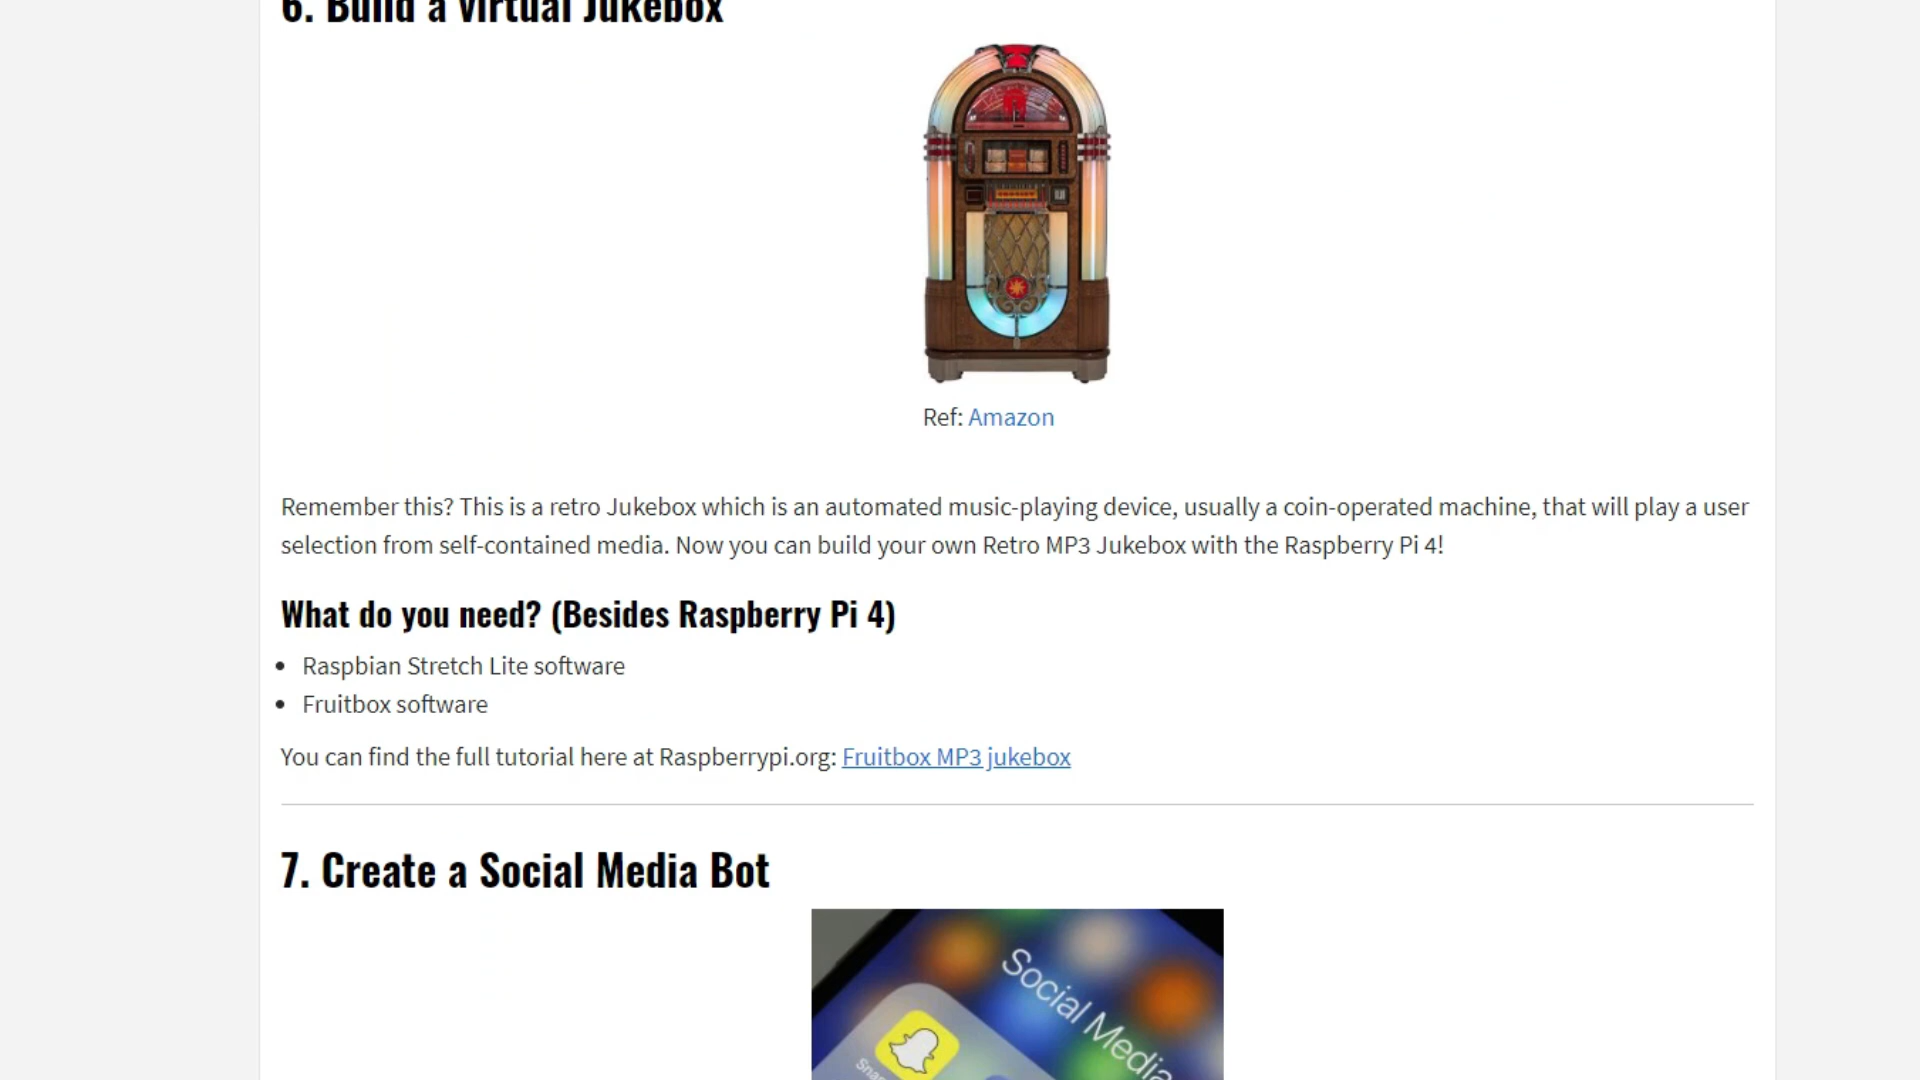 6. Build a Virtual Jukebox
Ref: Amazon
Remember this? This is a retro Jukebox which is an automated music-playing device, usually a coin-operated machine, that will play a user
selection from self-contained media. Now you can build your own Retro MP3 Jukebox with the Raspberry Pi 4!
What do you need? (Besides Raspberry Pi 4)
• Raspbian Stretch Lite software
• Fruitbox software
You can find the full tutorial here at Raspberrypi.org: Fruitbox MP3 jukebox
7. Create a Social Media Bot
Social Media